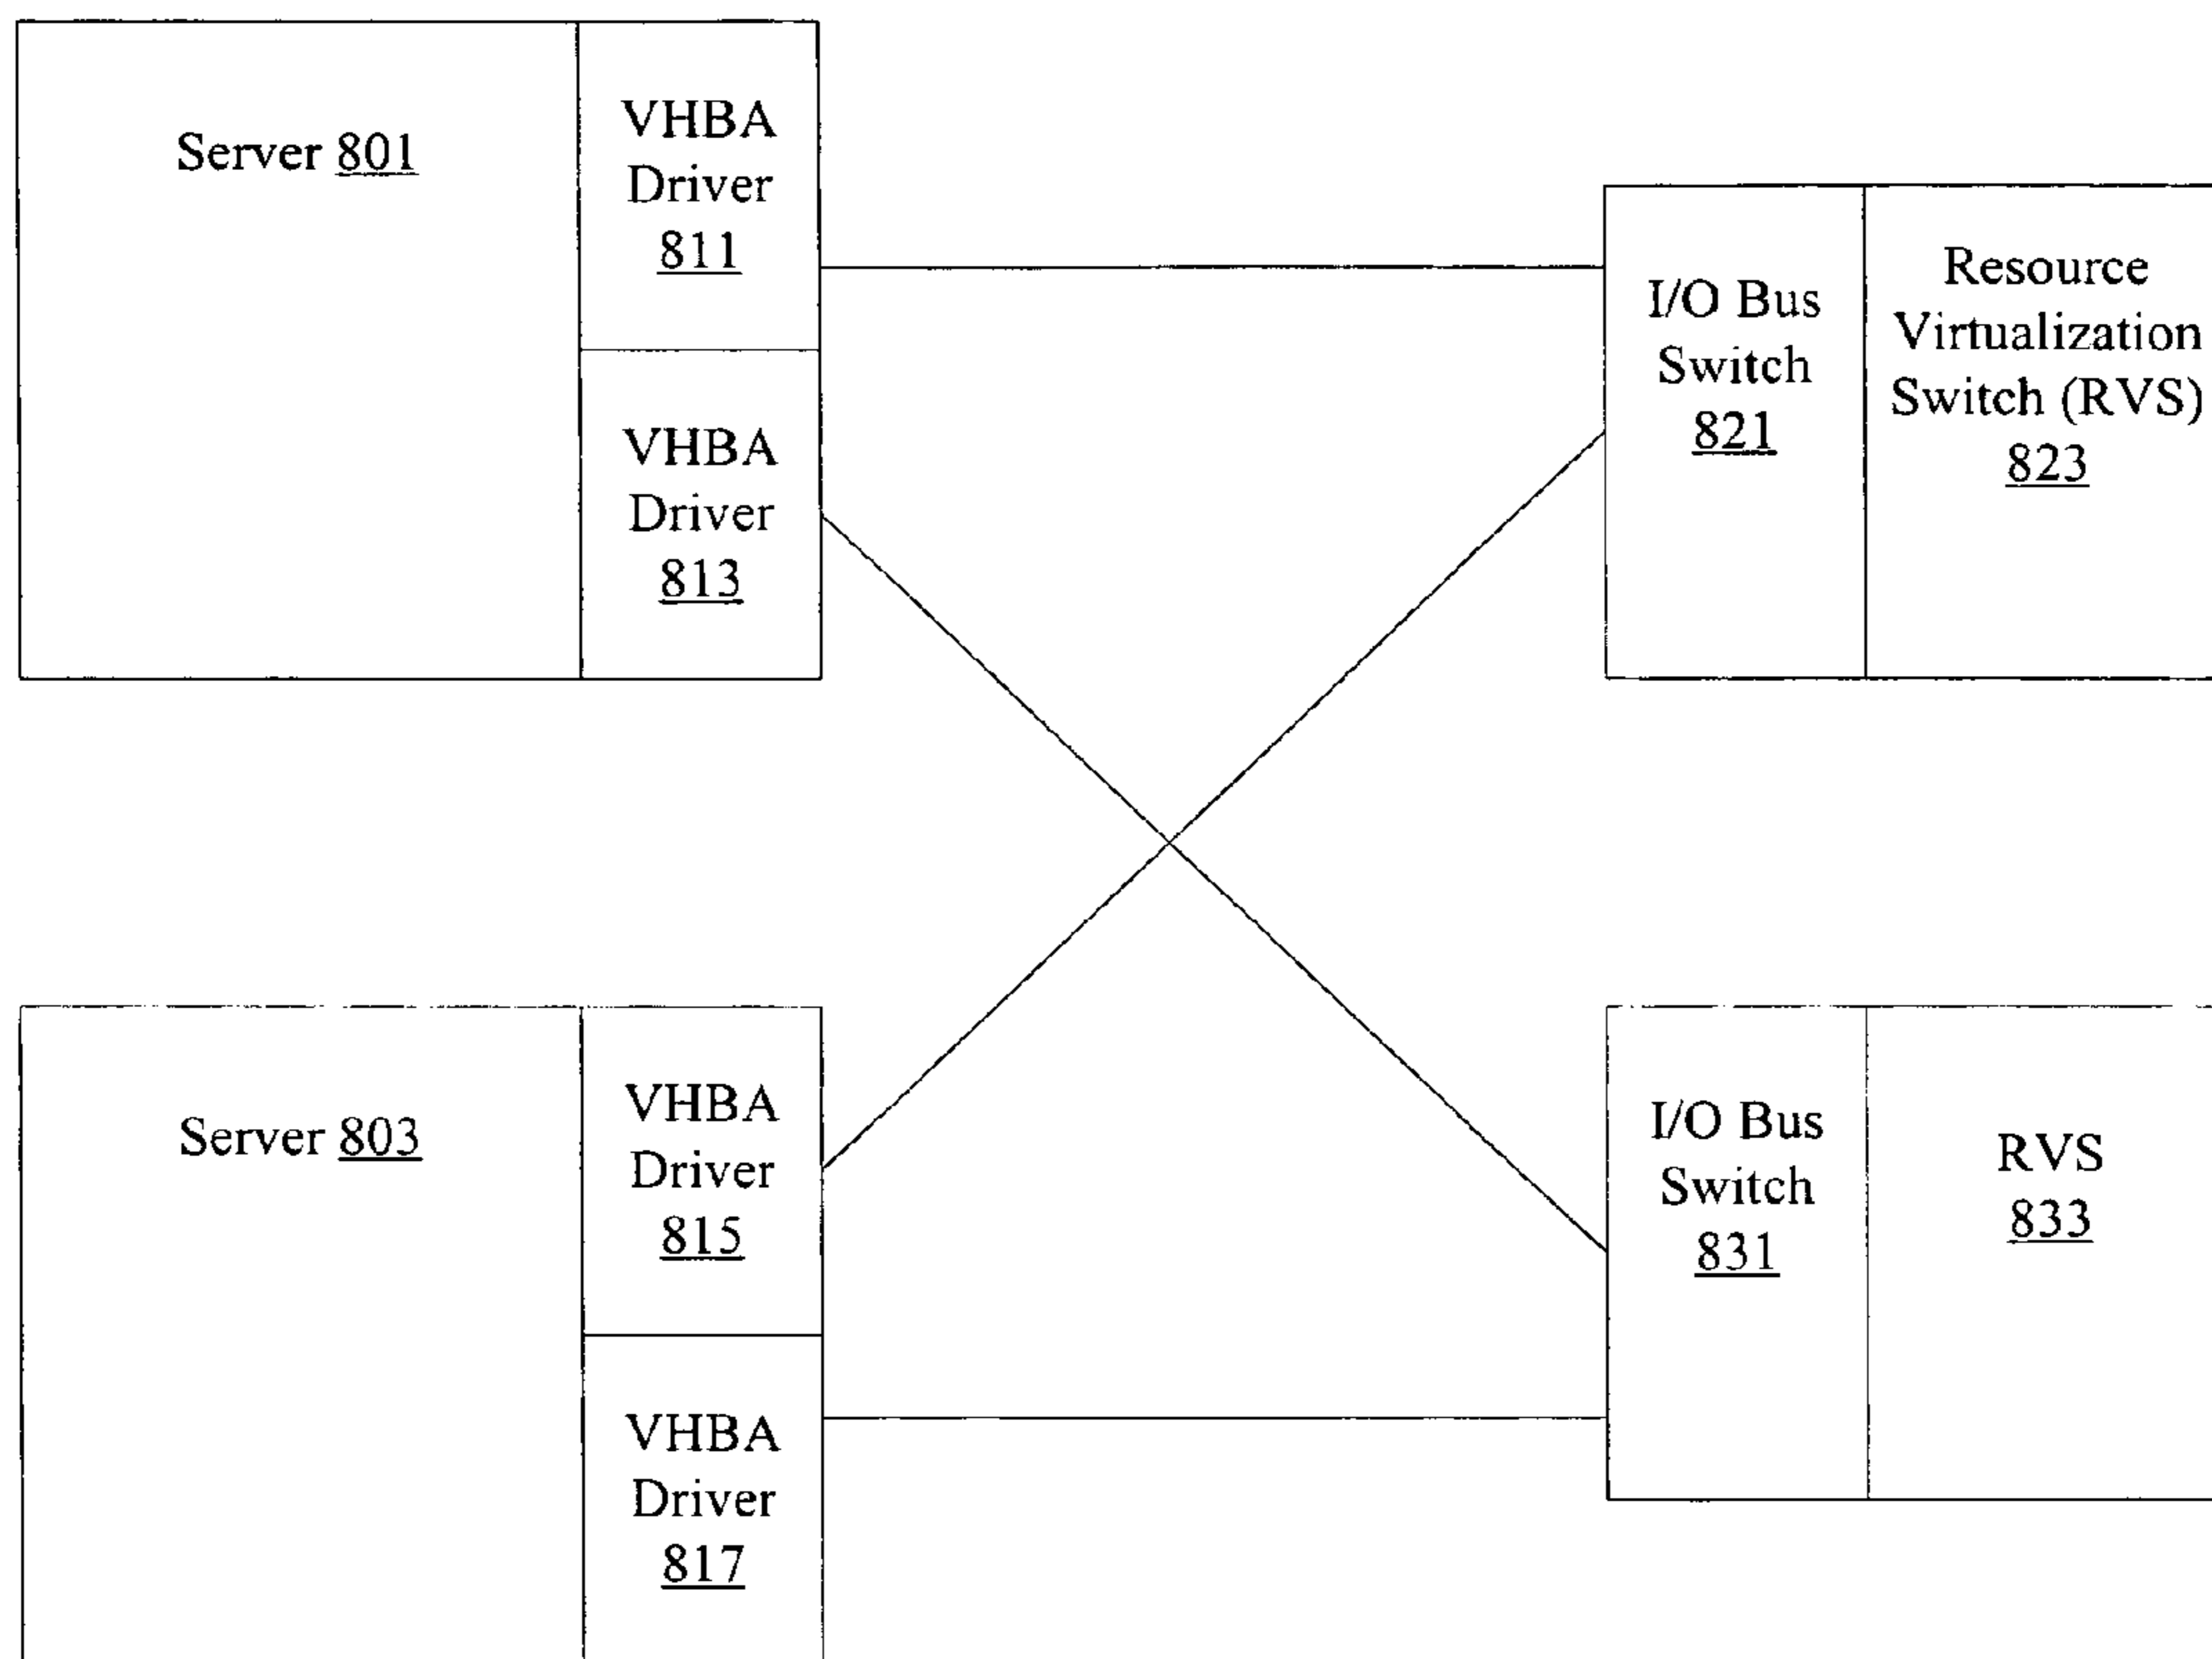 Server 801
VHBA
Driver
811
VHBA
Driver
813
I/O Bus
Switch
821
Resource
Virtualization
Switch (RVS)
823
Server 803
VHBA
Driver
815
VHBA
Driver
817
I/O Bus
Switch
831
RVS
833